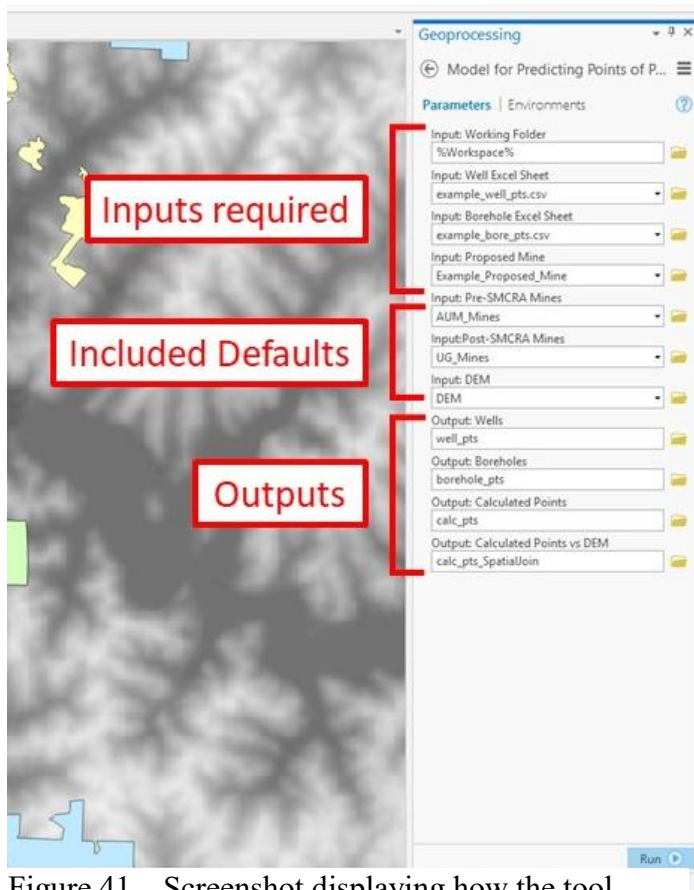 Geoprocessing
Model for Predicting Points of P...
Parameters | Environments
Inputs required
Input: Working Folder
%Workspace%
Input: Well Excel Sheet
example_well_pts.csv
Input: Borehole Excel Sheet
example_bore_pts.csv
Input: Proposed Mine
Example_Proposed_Mine
Included Defaults
Input: Pre-SMCRA Mines
AUM_Mines
Input:Post-SMCRA Mines
UG_Mines
Input: DEM
DEM
Outputs
Output: Wells
well_pts
Output: Boreholes
borehole_pts
Output: Calculated Points
calc_pts
Output: Calculated Points vs DEM
calc_pts_SpatialJoin
Run
Figure 41. Screenshot displaying how the tool